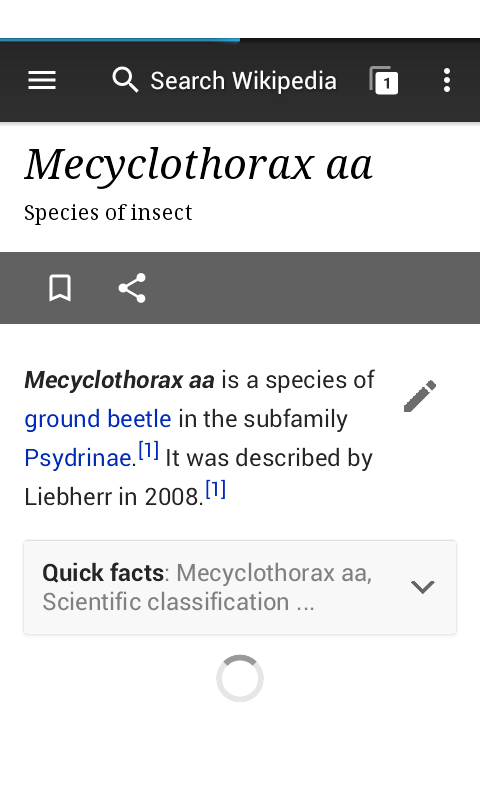 Search Wikipedia
1
Mecyclothorax aa
Species of insect
Mecyclothorax aa is a species of
ground beetle in the subfamily
Psydrinae.[1] It was described by
Liebherr in 2008.[1]
Quick facts: Mecyclothorax aa,
Scientific classification ...